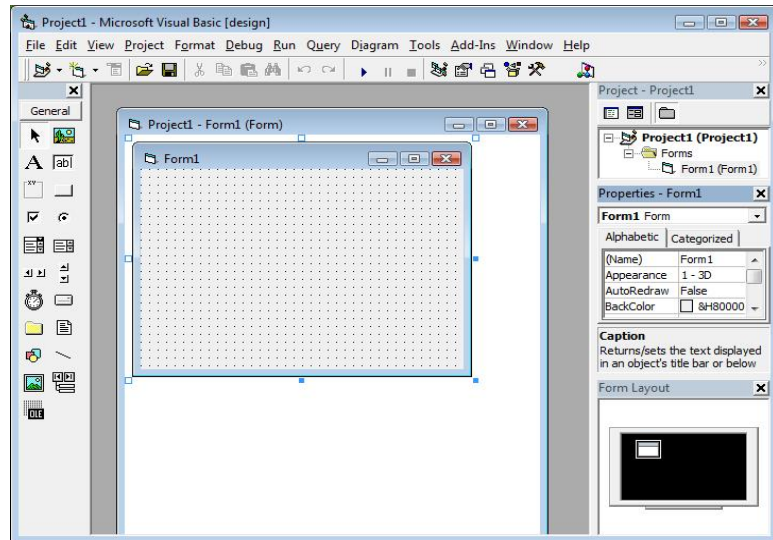 Project1 - Microsoft Visual Basic [design]
File Edit View Project Format Debug Run Query Diagram Tools Add-Ins Window Help
General
A
ab
XY
OLE
Project1 - Form1 (Form)
Form1
Project - Project1
Project1 (Project1)
Forms
Form1 (Form1)
Properties - Form1
Form1 Form
Alphabetic Categorized
(Name) Form1
Appearance 1 - 3D
AutoRedraw False
BackColor &H80000
Caption
Returns/sets the text displayed
in an object's title bar or below
Form Layout